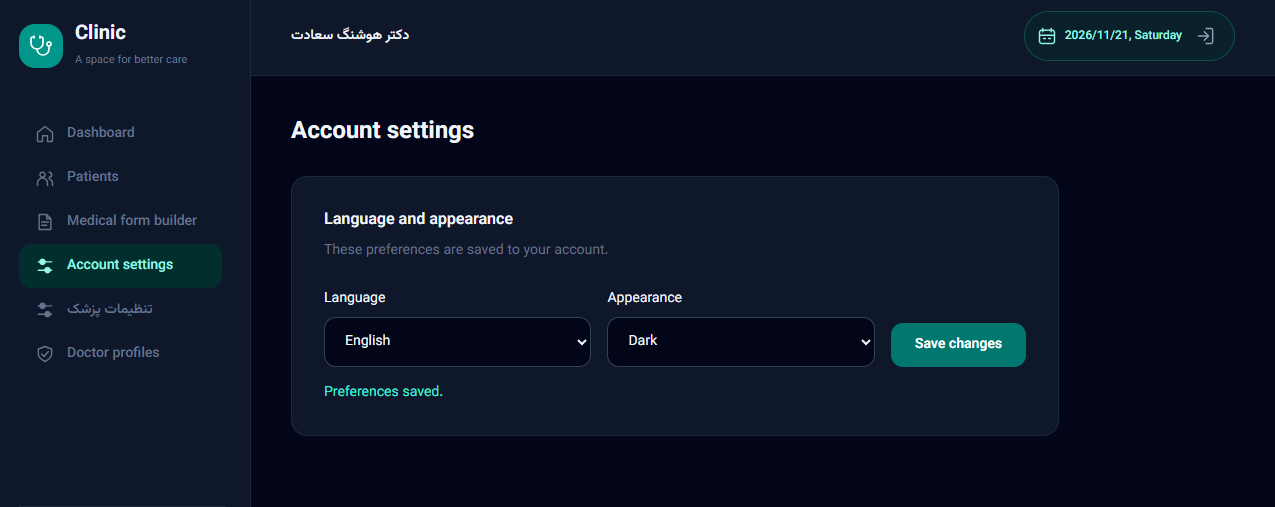 Clinic
A space for better care
دکتر هوشنگ سعادت
2026/11/21, Saturday
Dashboard
Patients
Medical form builder
Account settings
تنظیمات پزشک
Doctor profiles
Account settings
Language and appearance
These preferences are saved to your account.
Language
Appearance
English
Dark
Save changes
Preferences saved.